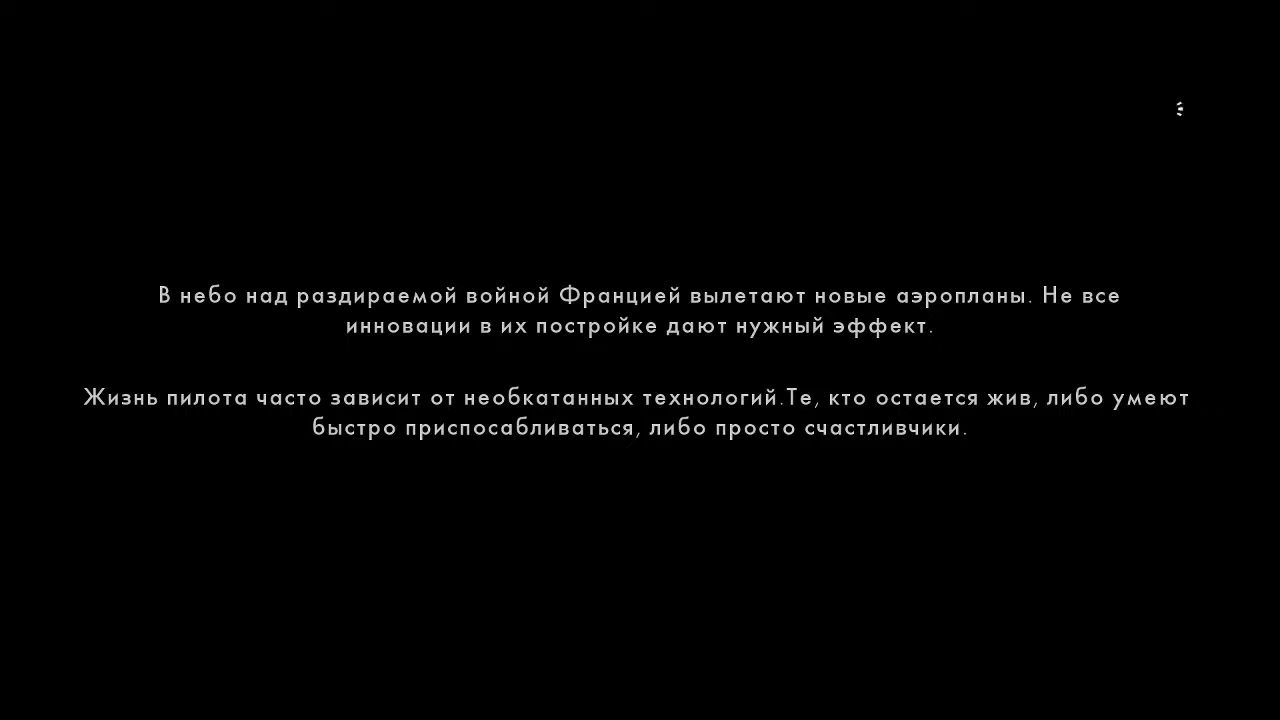 В небо над раздираемой войной Францией вылетают новые аэропланы. Не все
инновации в их постройке дают нужный эффект.
Жизнь пилота часто зависит от необкатанных технологий.Те, кто остается жив, либо умеют
быстро приспосабливаться, либо просто счастливчики.